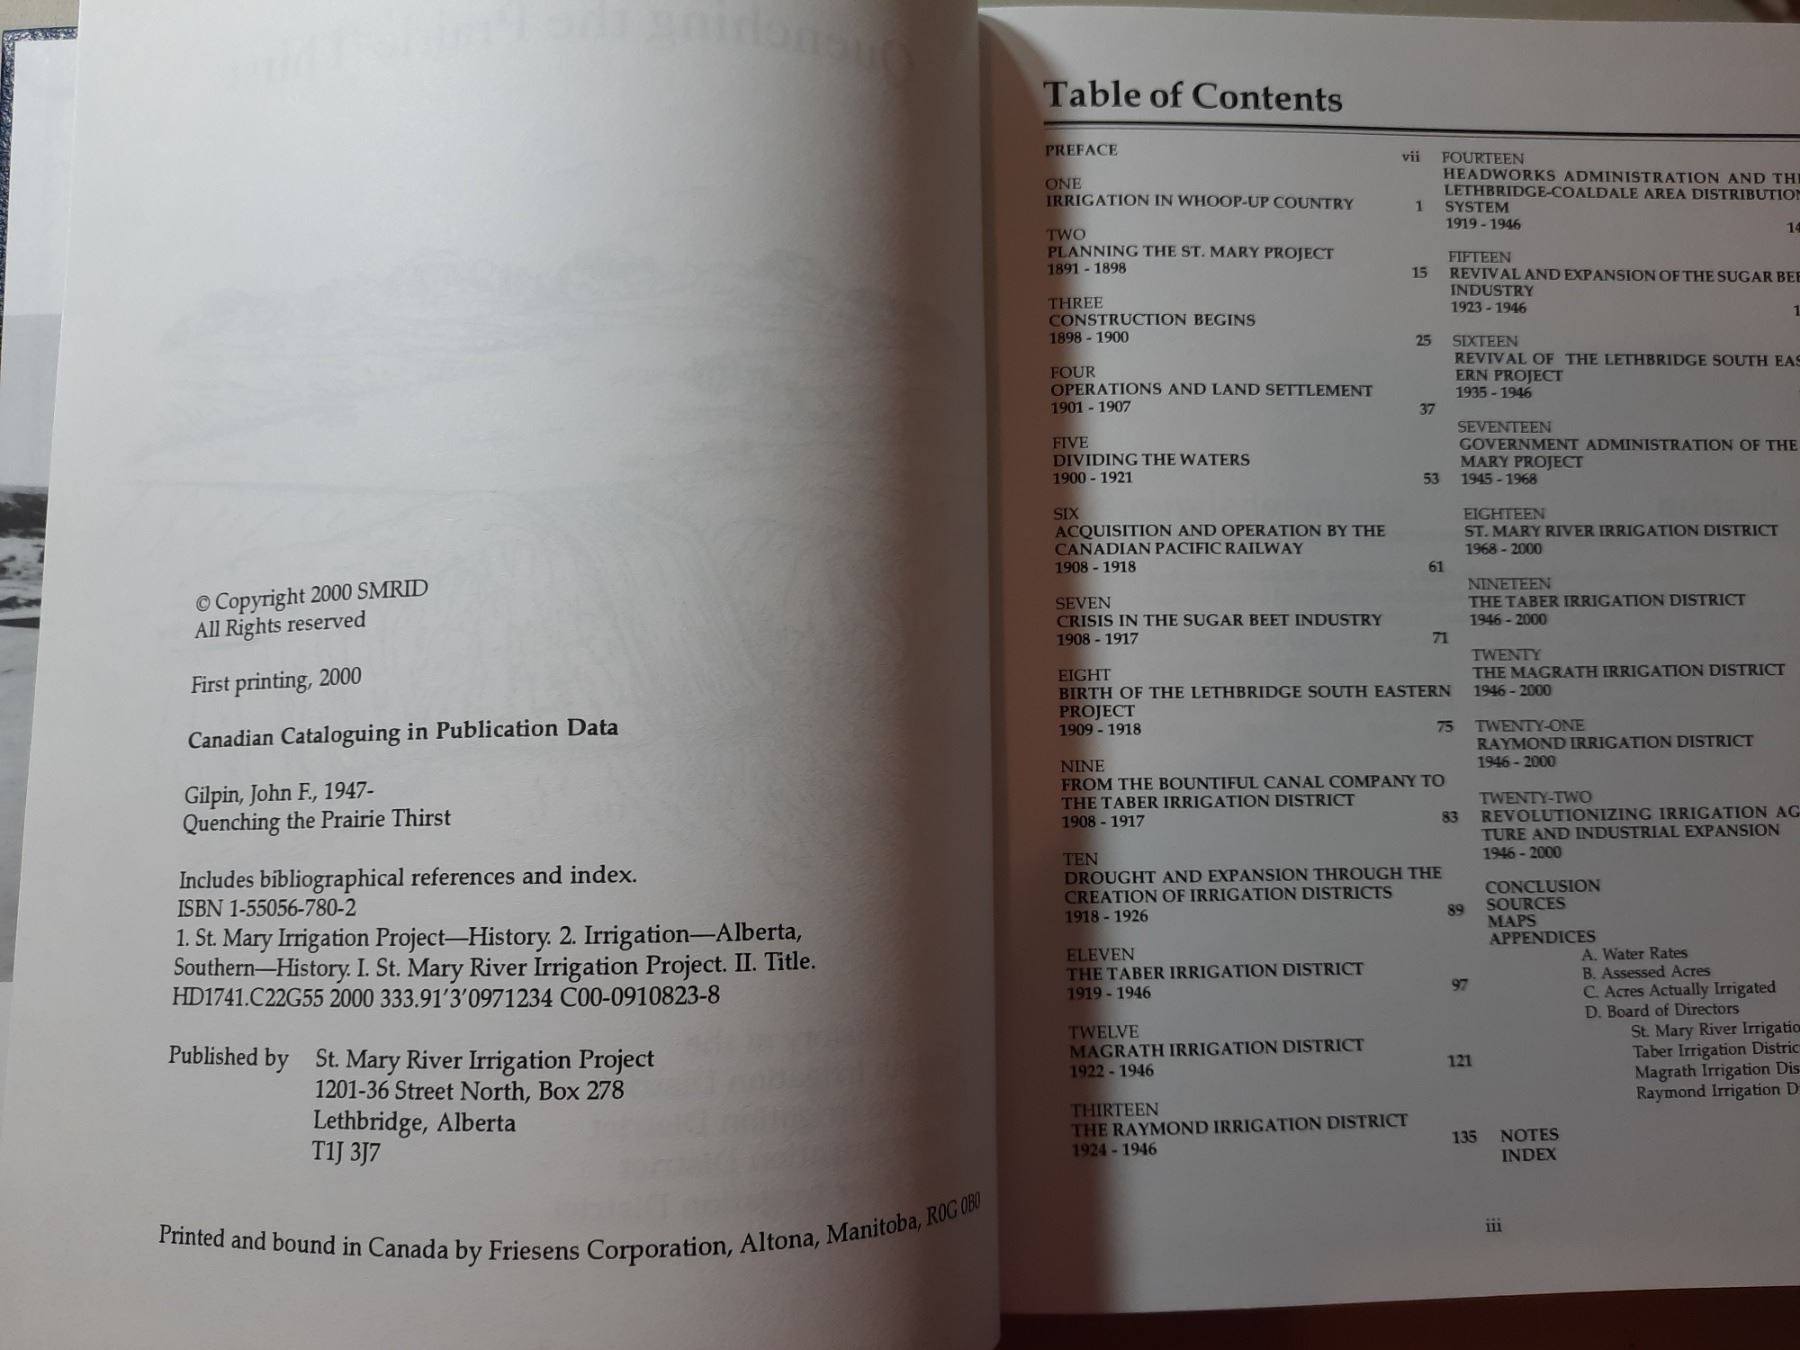 © Copyright 2000 SMRID
All Rights reserved
First printing, 2000
Canadian Cataloguing in Publication Data
Gilpin, John F., 1947-
Quenching the Prairie Thirst
Includes bibliographical references and index.
ISBN 1-55056-780-2
1. St. Mary Irrigation Project—History. 2. Irrigation—Alberta,
Southern—History. I. St. Mary River Irrigation Project. II. Title.
HD1741.C22G55 2000 333.91'3'0971234 C00-0910823-8
Published by St. Mary River Irrigation Project
1201-36 Street North, Box 278
Lethbridge, Alberta
T1J 3J7
Printed and bound in Canada by Friesens Corporation, Altona, Manitoba, R0G 0B0
Table of Contents
PREFACE vii
ONE
IRRIGATION IN WHOOP-UP COUNTRY 1
TWO
PLANNING THE ST. MARY PROJECT
1891 - 1898 15
THREE
CONSTRUCTION BEGINS
1898 - 1900 25
FOUR
OPERATIONS AND LAND SETTLEMENT
1901 - 1907 37
FIVE
DIVIDING THE WATERS
1900 - 1921 53
SIX
ACQUISITION AND OPERATION BY THE
CANADIAN PACIFIC RAILWAY
1908 - 1918 61
SEVEN
CRISIS IN THE SUGAR BEET INDUSTRY
1908 - 1917 71
EIGHT
BIRTH OF THE LETHBRIDGE SOUTH EASTERN
PROJECT
1909 - 1918 75
NINE
FROM THE BOUNTIFUL CANAL COMPANY TO
THE TABER IRRIGATION DISTRICT
1908 - 1917 83
TEN
DROUGHT AND EXPANSION THROUGH THE
CREATION OF IRRIGATION DISTRICTS
1918 - 1926 89
ELEVEN
THE TABER IRRIGATION DISTRICT
1919 - 1946 97
TWELVE
MAGRATH IRRIGATION DISTRICT
1922 - 1946 121
THIRTEEN
THE RAYMOND IRRIGATION DISTRICT
1924 - 1946 135
FOURTEEN
HEADWORKS ADMINISTRATION AND TH
LETHBRIDGE-COALDALE AREA DISTRIBUTION
SYSTEM
1919 - 1946 14
FIFTEEN
REVIVAL AND EXPANSION OF THE SUGAR BEE
INDUSTRY
1923 - 1946 1
SIXTEEN
REVIVAL OF THE LETHBRIDGE SOUTH EAS
ERN PROJECT
1935 - 1946
SEVENTEEN
GOVERNMENT ADMINISTRATION OF THE
MARY PROJECT
1945 - 1968
EIGHTEEN
ST. MARY RIVER IRRIGATION DISTRICT
1968 - 2000
NINETEEN
THE TABER IRRIGATION DISTRICT
1946 - 2000
TWENTY
THE MAGRATH IRRIGATION DISTRICT
1946 - 2000
TWENTY-ONE
RAYMOND IRRIGATION DISTRICT
1946 - 2000
TWENTY-TWO
REVOLUTIONIZING IRRIGATION AG
TURE AND INDUSTRIAL EXPANSION
1946 - 2000
CONCLUSION
SOURCES
MAPS
APPENDICES
A. Water Rates
B. Assessed Acres
C. Acres Actually Irrigated
D. Board of Directors
St. Mary River Irrigatio
Taber Irrigation Distric
Magrath Irrigation Dis
Raymond Irrigation D
NOTES
INDEX
iii